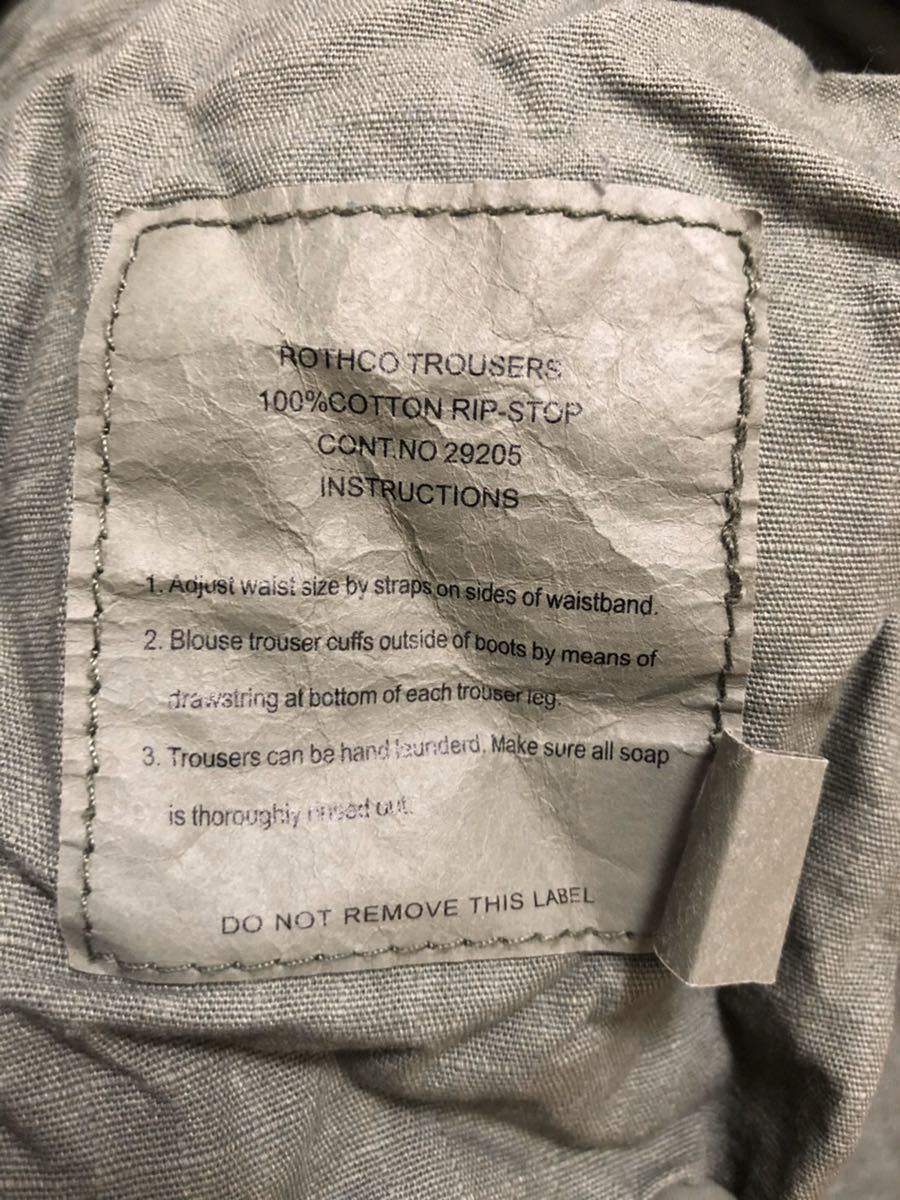 ROTHCO TROUSERS
100%COTTON RIP-STOP
CONT.NO 29205
INSTRUCTIONS
1. Adjust waist size by straps on sides of waistband.
2. Blouse trouser cuffs outside of boots by means of
drawstring at bottom of each trouser leg.
3. Trousers can be hand launderd. Make sure all soap
is thoroughly rinsed out.
DO NOT REMOVE THIS LABEL